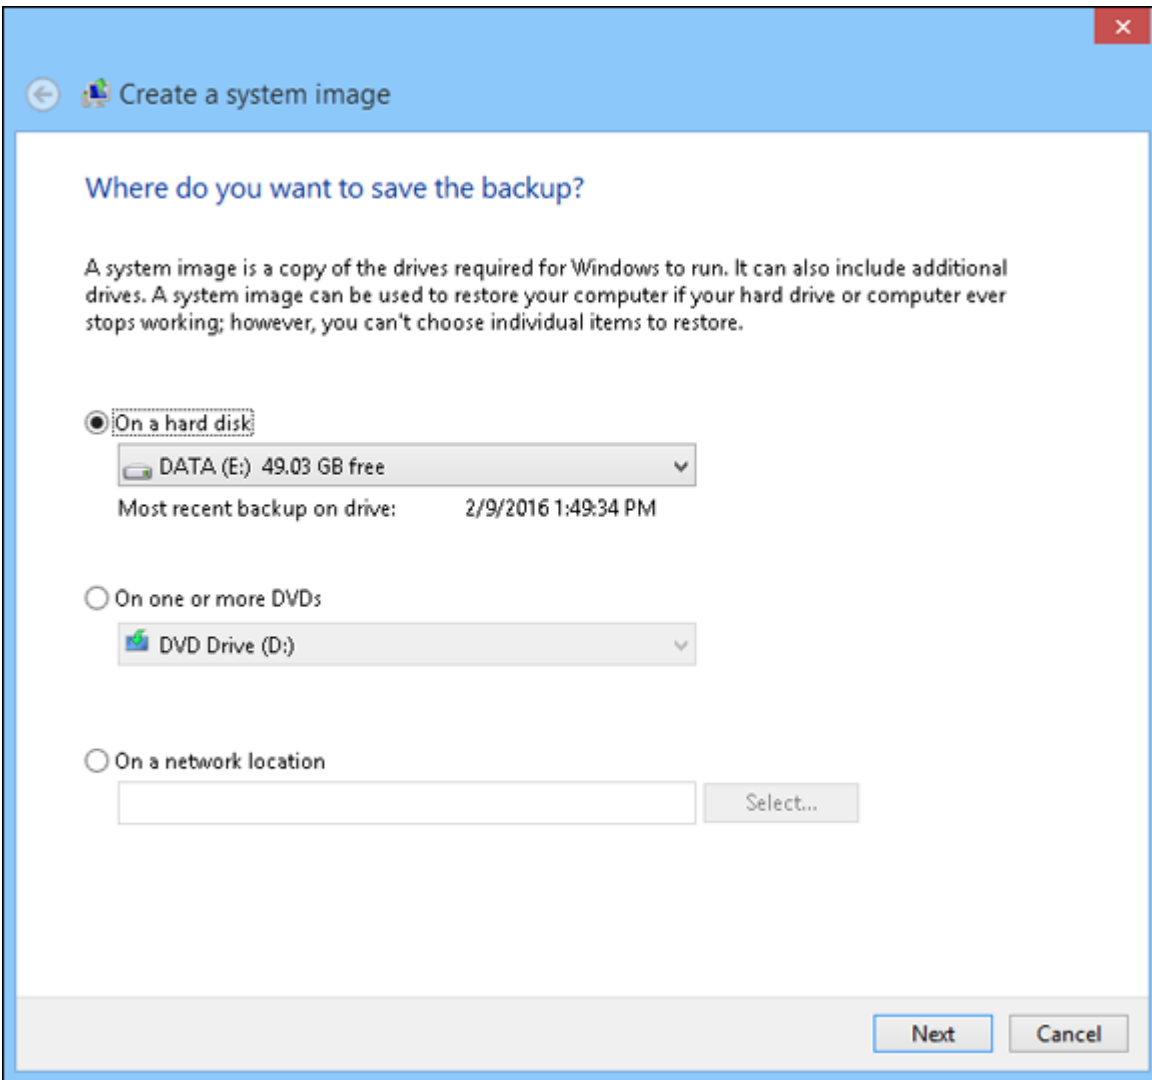 Create a system image
Where do you want to save the backup?
A system image is a copy of the drives required for Windows to run. It can also include additional
drives. A system image can be used to restore your computer if your hard drive or computer ever
stops working; however, you can't choose individual items to restore.
On a hard disk
DATA (E:)  49.03 GB free
Most recent backup on drive: 2/9/2016 1:49:34 PM
On one or more DVDs
DVD Drive (D:)
On a network location
Select...
Next Cancel